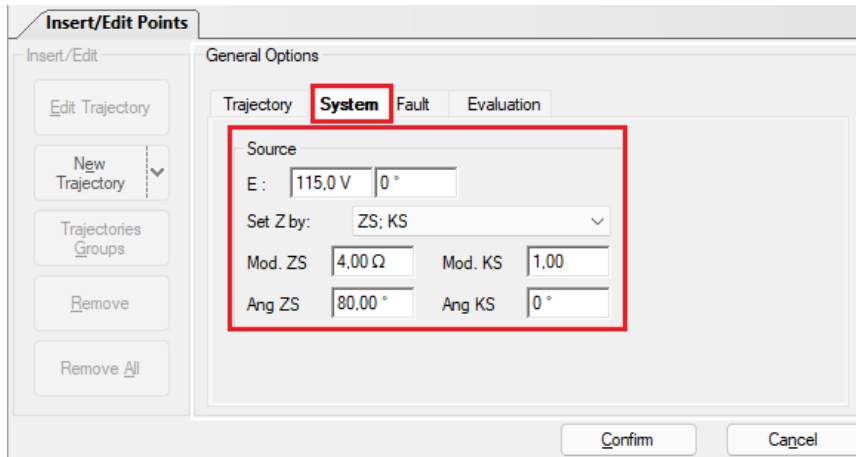 Insert/Edit Points
Insert/Edit
General Options
Edit Trajectory
New
Trajectory
Trajectories
Groups
Remove
Remove All
Trajectory System Fault Evaluation
Source
E : 115,0 V 0 °
Set Z by: ZS; KS
Mod. ZS 4,00 Ω Mod. KS 1,00
Ang ZS 80,00 ° Ang KS 0 °
Confirm Cancel